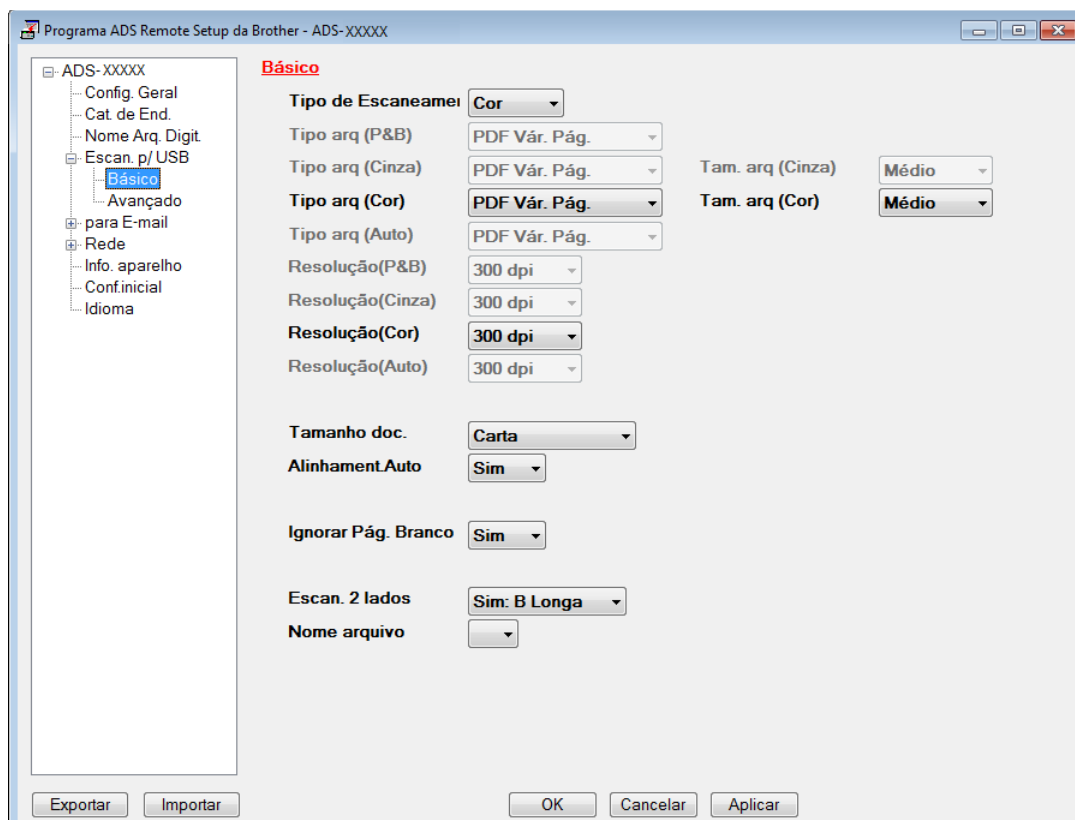 Programa ADS Remote Setup da Brother - ADS-XXXXX
ADS-XXXXX
Config. Geral
Cat. de End.
Nome Arq. Digit.
Escan. p/ USB
Básico
Avançado
para E-mail
Rede
Info. aparelho
Conf.inicial
Idioma
Básico
Tipo de Escaneamei Cor
Tipo arq (P&B) PDF Vár. Pág.
Tipo arq (Cinza) PDF Vár. Pág. Tam. arq (Cinza) Médio
Tipo arq (Cor) PDF Vár. Pág. Tam. arq (Cor) Médio
Tipo arq (Auto) PDF Vár. Pág.
Resolução(P&B) 300 dpi
Resolução(Cinza) 300 dpi
Resolução(Cor) 300 dpi
Resolução(Auto) 300 dpi
Tamanho doc. Carta
Alinhament.Auto Sim
Ignorar Pág. Branco Sim
Escan. 2 lados Sim: B Longa
Nome arquivo
Exportar Importar OK Cancelar Aplicar